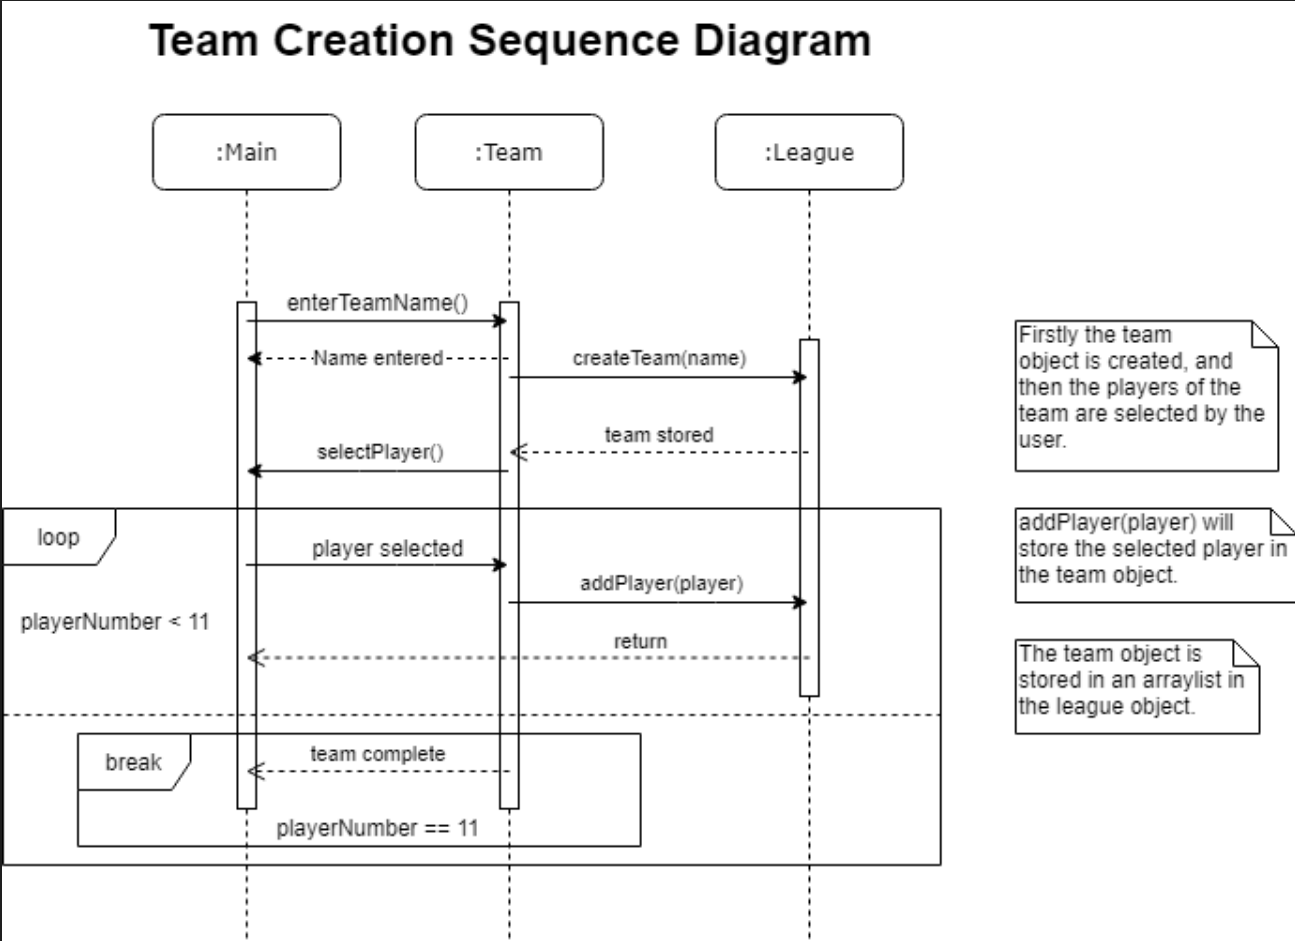 Team Creation Sequence Diagram
:Main
:Team
:League
enterTeamName()
Name entered
createTeam(name)
team stored
selectPlayer()
loop
player selected
addPlayer(player)
playerNumber < 11
return
break
team complete
playerNumber == 11
Firstly the team
object is created, and
then the players of the
team are selected by the
user.
addPlayer(player) will
store the selected player in
the team object.
The team object is
stored in an arraylist in
the league object.